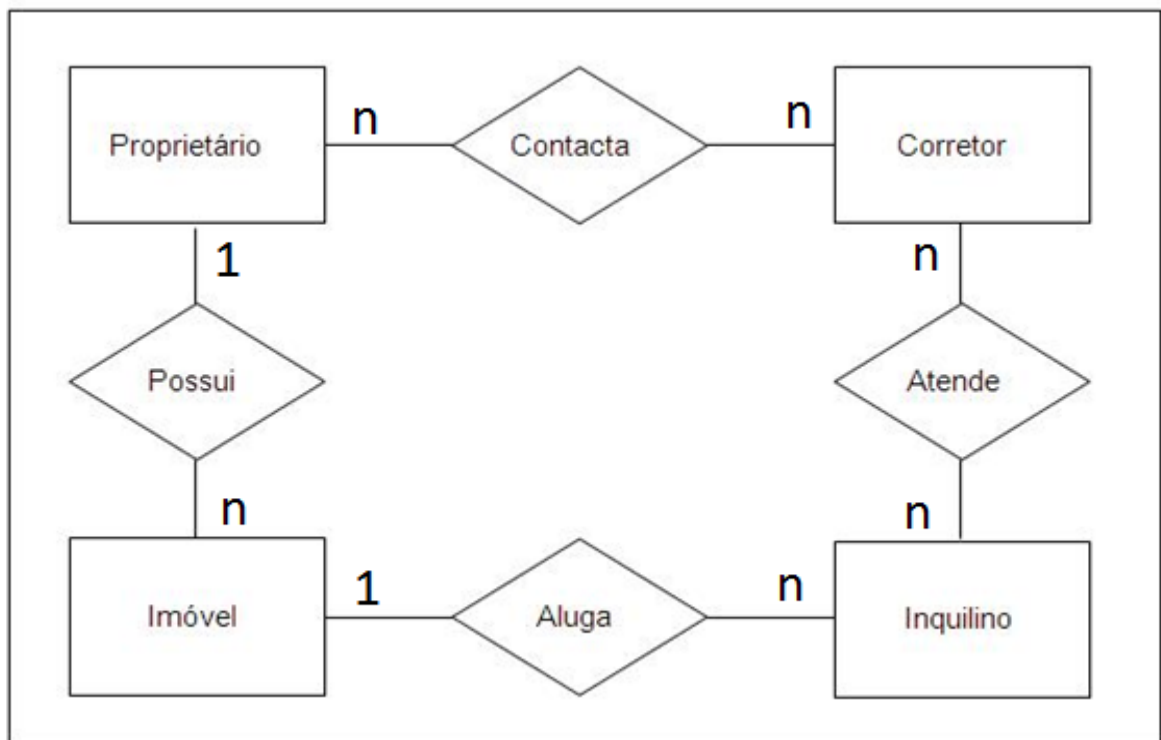 Proprietário
n
Contacta
n
Corretor
1
n
Possui
Atende
n
n
Imóvel
1
Aluga
n
Inquilino